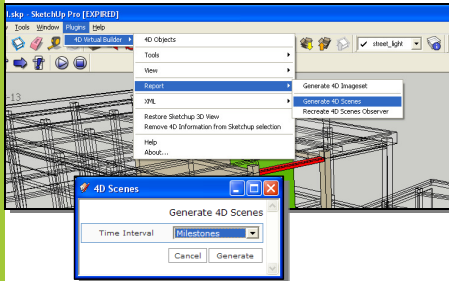 l.skp - SketchUp Pro [EXPIRED]
Tools Window Plugins Help
4D Virtual Builder
4D Objects
street_light
Tools
View
Report
Generate 4D Imageset
XML
Generate 4D Scenes
Recreate 4D Scenes Observer
Restore Sketchup 3D View
Remove 4D Information from Sketchup selection
Help
About...
-13
4D Scenes
Generate 4D Scenes
Time Interval
Milestones
Cancel
Generate